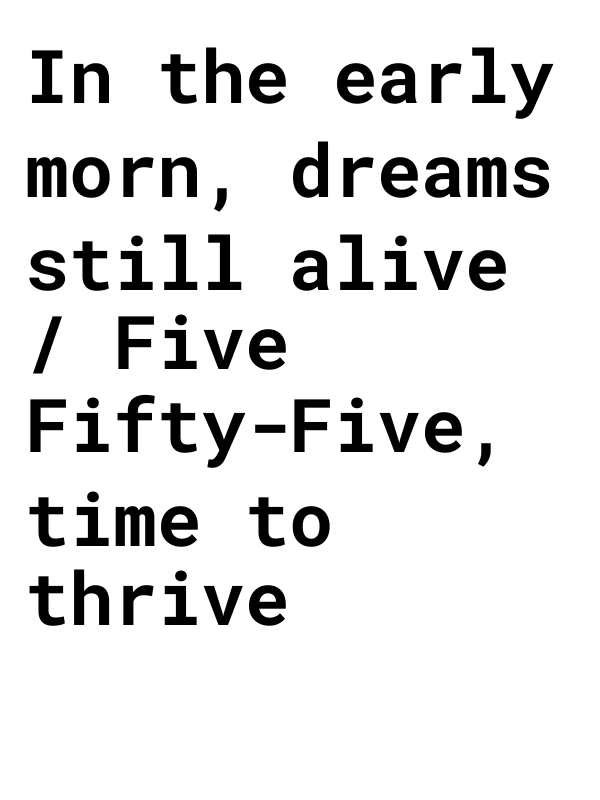 In the early
morn, dreams
still alive
/ Five
Fifty-Five,
time to
thrive